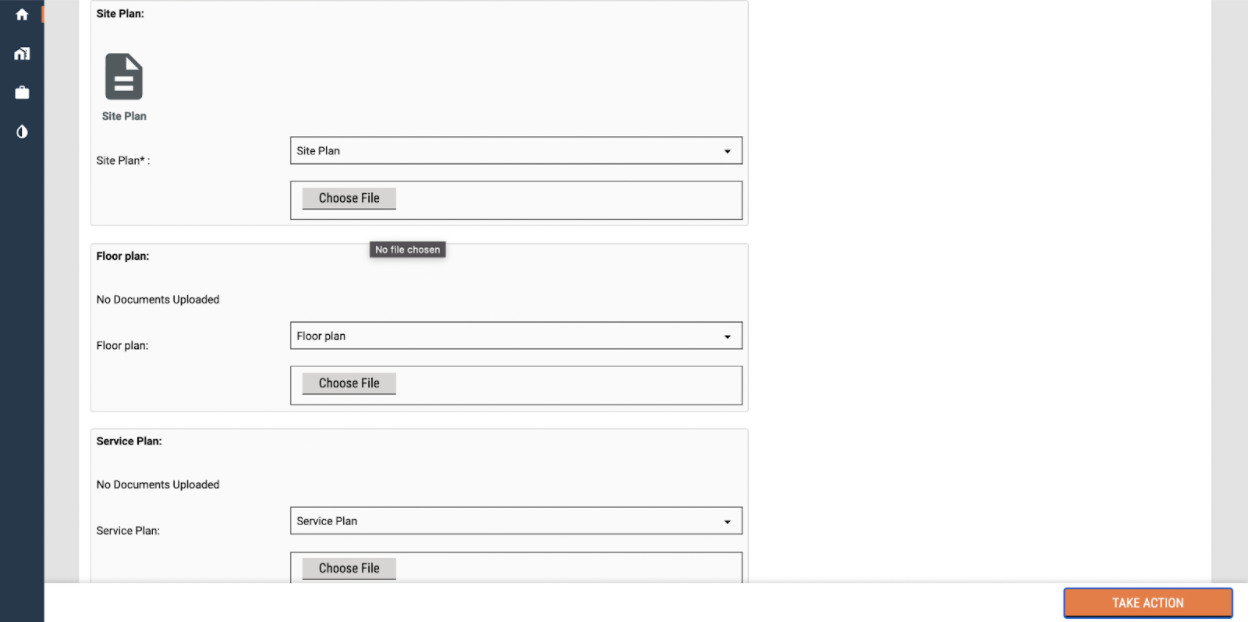 Site Plan:
Site Plan
Site Plan* :
Site Plan
Choose File
No file chosen
Floor plan:
No Documents Uploaded
Floor plan:
Floor plan
Choose File
Service Plan:
No Documents Uploaded
Service Plan:
Service Plan
Choose File
TAKE ACTION